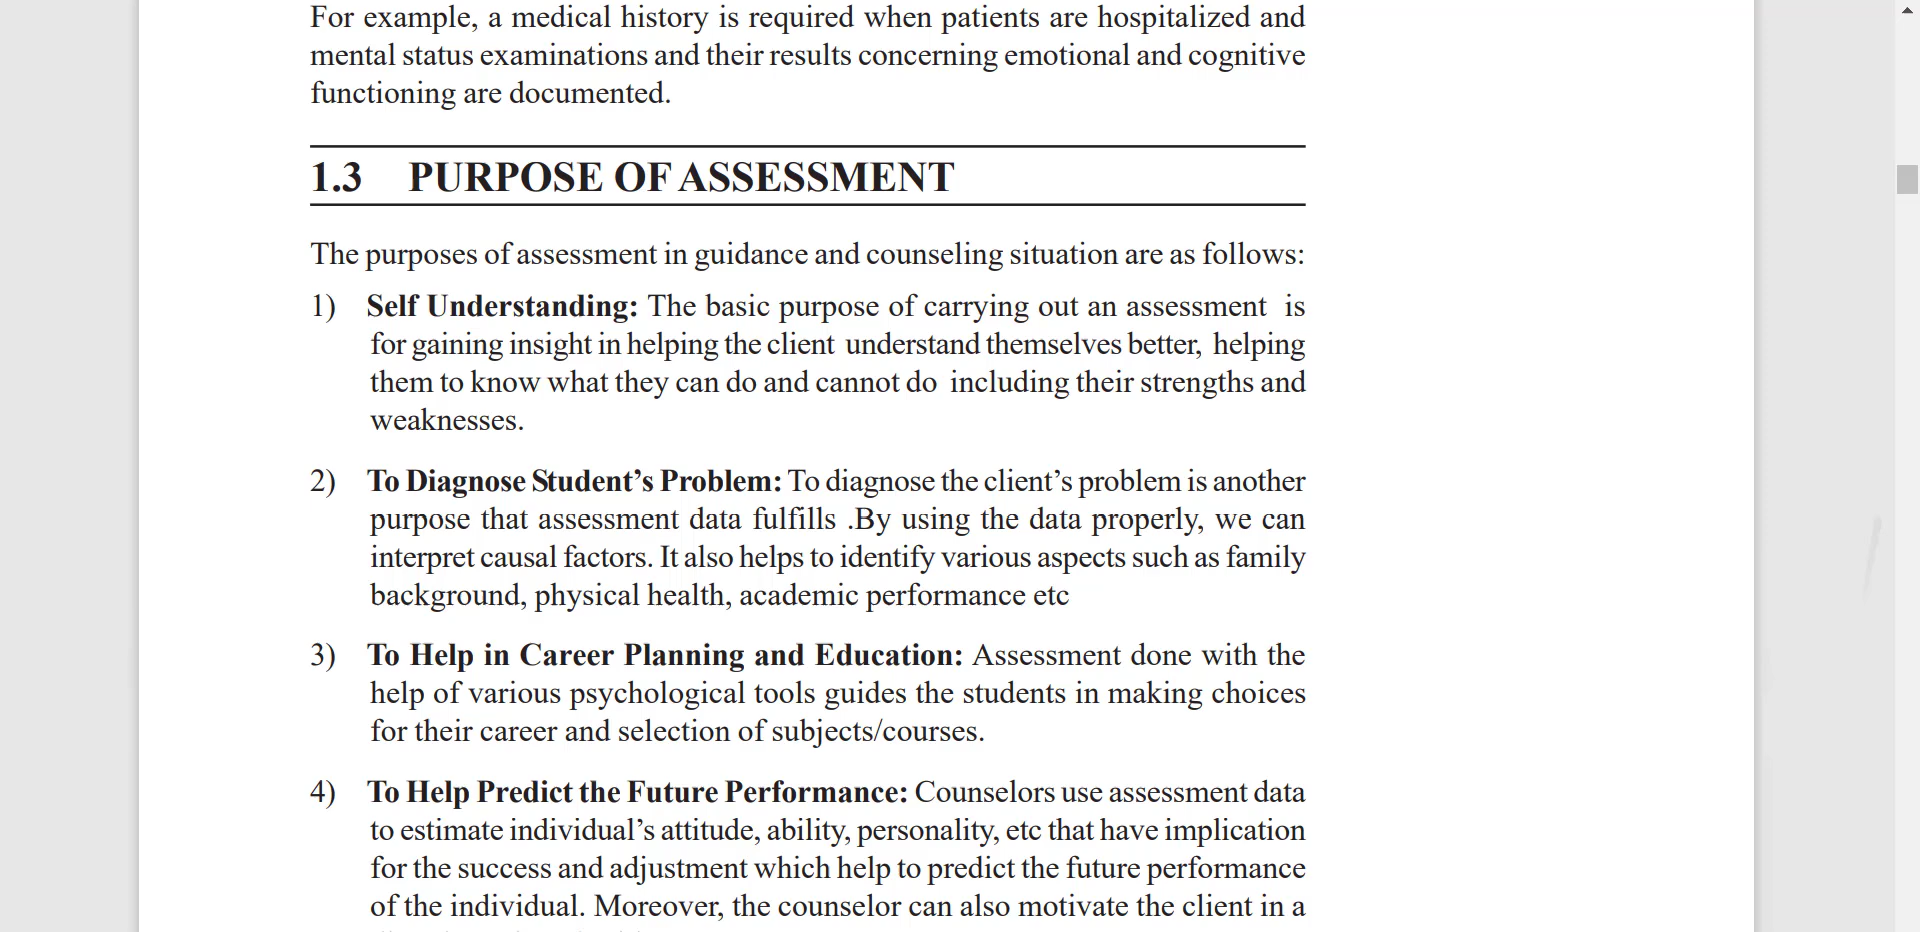 For example, a medical history is required when patients are hospitalized and
mental status examinations and their results concerning emotional and cognitive
functioning are documented.
1.3 PURPOSE OF ASSESSMENT
The purposes of assessment in guidance and counseling situation are as follows:
1) Self Understanding: The basic purpose of carrying out an assessment is
for gaining insight in helping the client understand themselves better, helping
them to know what they can do and cannot do including their strengths and
weaknesses.
2) To Diagnose Student’s Problem: To diagnose the client’s problem is another
purpose that assessment data fulfills .By using the data properly, we can
interpret causal factors. It also helps to identify various aspects such as family
background, physical health, academic performance etc
3) To Help in Career Planning and Education: Assessment done with the
help of various psychological tools guides the students in making choices
for their career and selection of subjects/courses.
4) To Help Predict the Future Performance: Counselors use assessment data
to estimate individual’s attitude, ability, personality, etc that have implication
for the success and adjustment which help to predict the future performance
of the individual. Moreover, the counselor can also motivate the client in a